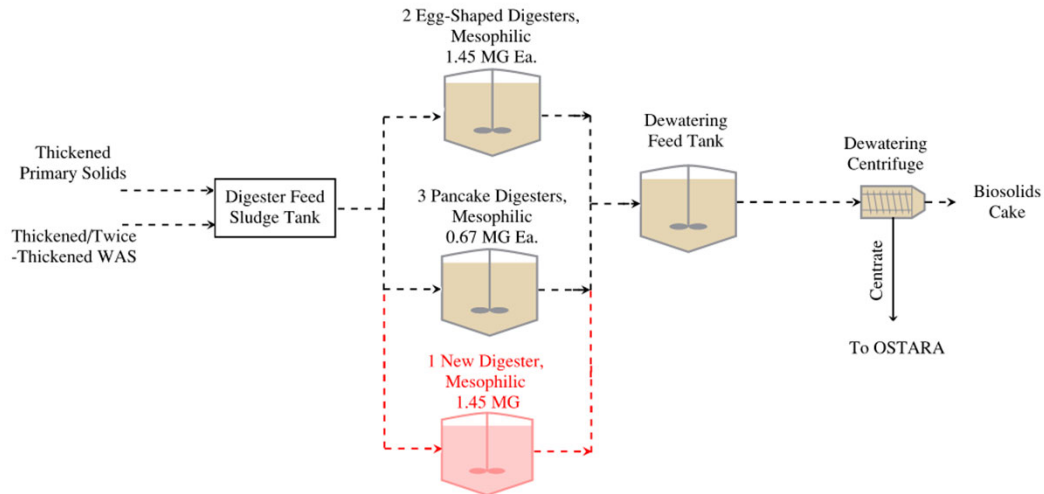 2 Egg-Shaped Digesters,
Mesophilic
1.45 MG Ea.
Thickened
Primary Solids
Thickened/Twice
-Thickened WAS
Digester Feed
Sludge Tank
3 Pancake Digesters,
Mesophilic
0.67 MG Ea.
1 New Digester,
Mesophilic
1.45 MG
Dewatering
Feed Tank
Dewatering
Centrifuge
Biosolids
Cake
Centrate
To OSTARA